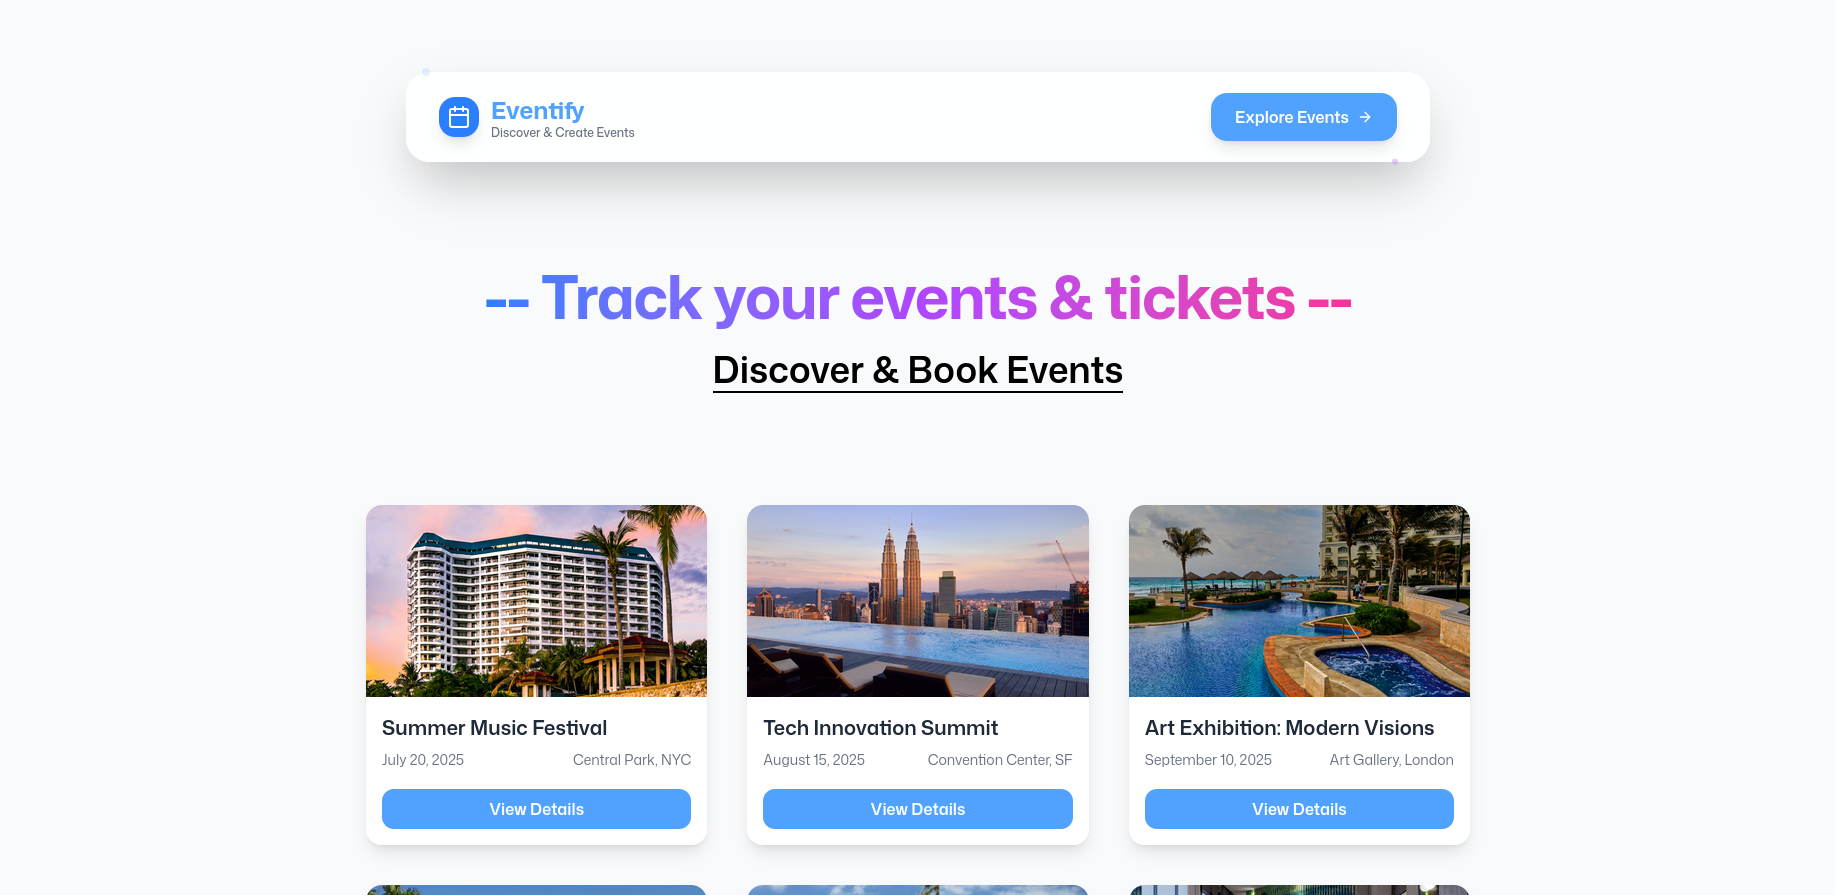 Eventify
Discover & Create Events
Explore Events
-- Track your events & tickets --
Discover & Book Events
Summer Music Festival
July 20, 2025 Central Park, NYC
View Details
Tech Innovation Summit
August 15, 2025 Convention Center, SF
View Details
Art Exhibition: Modern Visions
September 10, 2025 Art Gallery, London
View Details